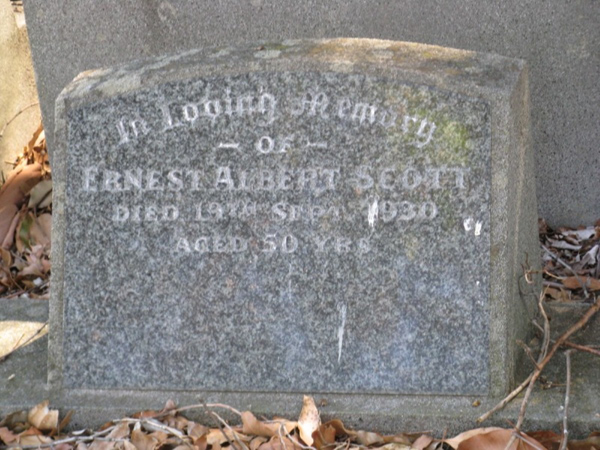 In Loving Memory
– OF –
ERNEST ALBERT SCOTT
DIED 19TH SEPT. 1930
AGED 50 YRS